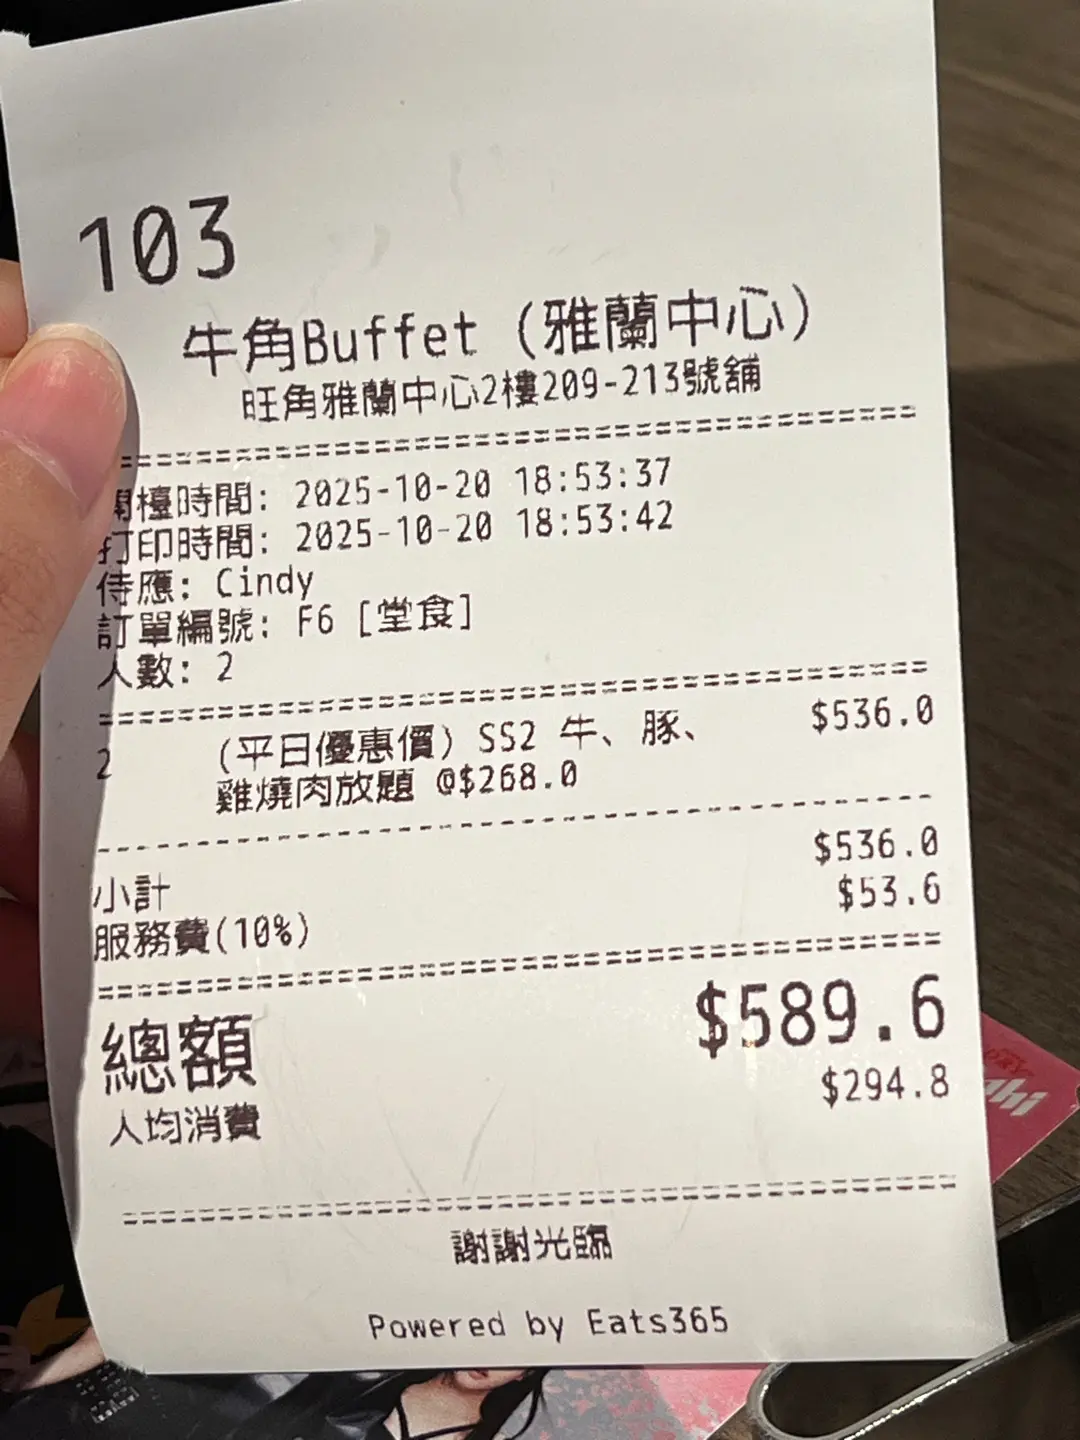 103
牛角Buffet (雅蘭中心)
旺角雅蘭中心2樓209-213號舖
開檯時間: 2025-10-20 18:53:37
打印時間: 2025-10-20 18:53:42
侍應: Cindy
訂單編號: F6 [堂食]
人數: 2
2 (平日優惠價) SS2 牛、豚、 $536.0
雞燒肉放題 @$268.0
小計 $536.0
服務費(10%) $53.6
總額 $589.6
人均消費 $294.8
謝謝光臨
Powered by Eats365